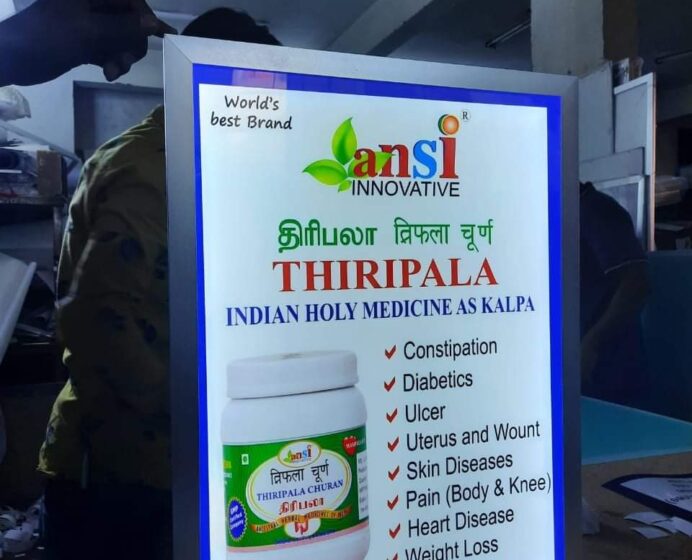 World's
best Brand
ansi
®
INNOVATIVE
திரிபலா त्रिफला चूर्ण
THIRIPALA
INDIAN HOLY MEDICINE AS KALPA
Constipation
Diabetics
Ulcer
Uterus and Wount
Skin Diseases
Pain (Body & Knee)
Heart Disease
Weight Loss
ansi
त्रिफला चूर्ण
THIRIPALA CHURAN
திரிபலா